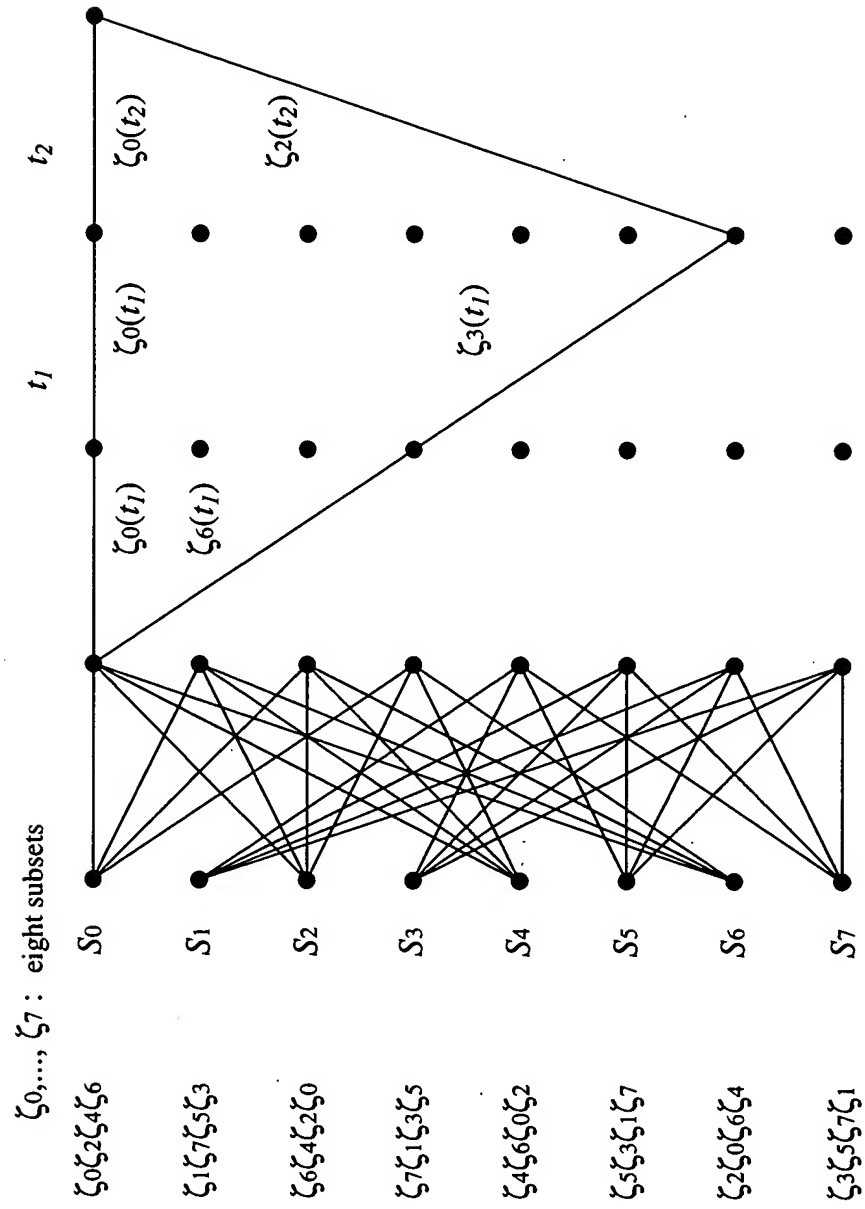 ζ0,..., ζ7 : eight subsets t1 t2
ζ0ζ2ζ4ζ6 S0
ζ0(t1) ζ0(t1) ζ0(t2)
ζ1ζ7ζ5ζ3 S1 ζ6(t1)
ζ2(t2)
ζ6ζ4ζ2ζ0 S2
ζ7ζ1ζ3ζ5 S3
ζ3(t1)
ζ4ζ6ζ0ζ2 S4
ζ5ζ3ζ1ζ7 S5
ζ2ζ0ζ6ζ4 S6
ζ3ζ5ζ7ζ1 S7